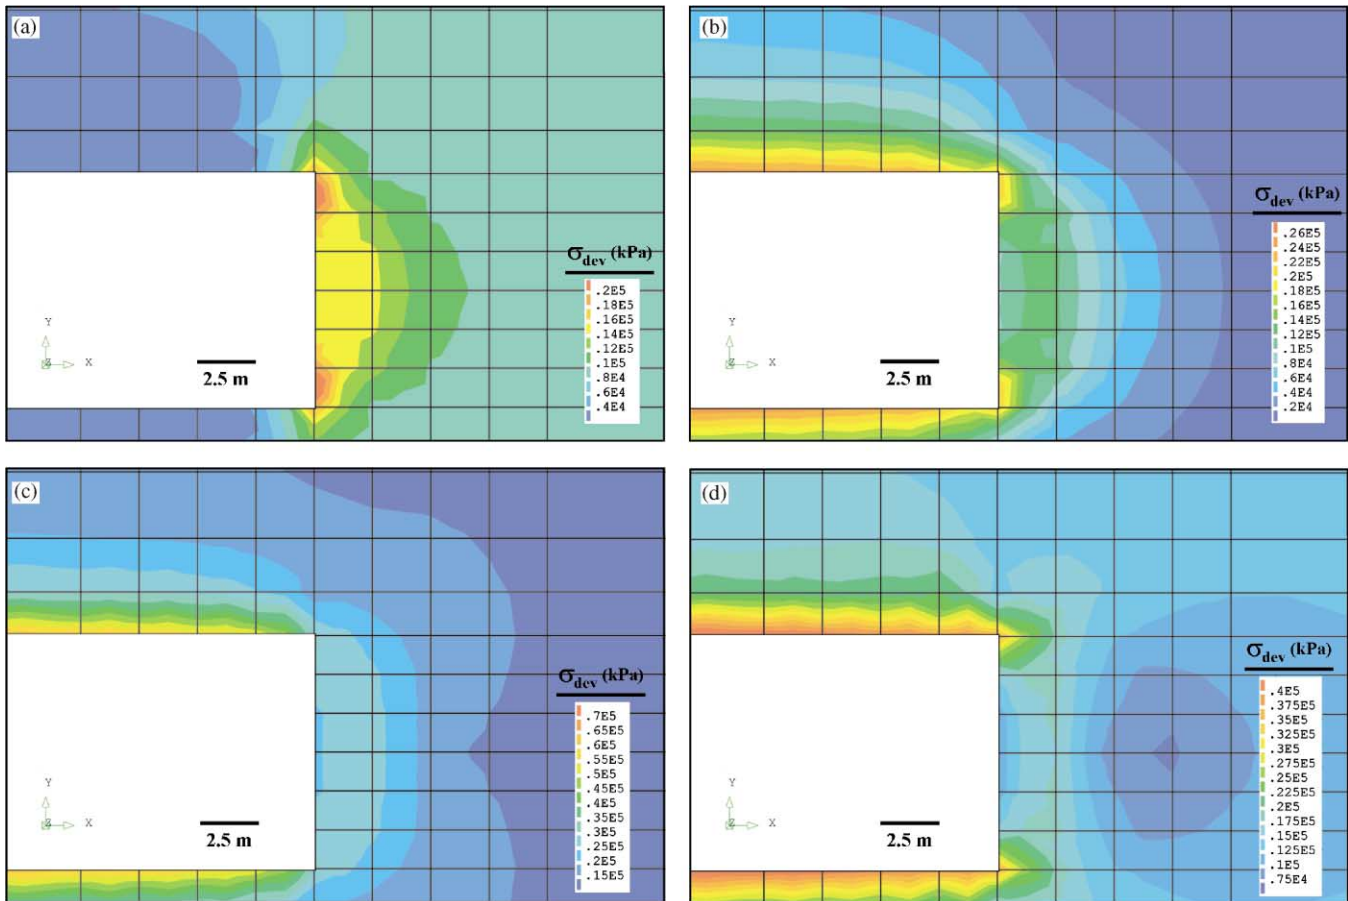 (a)
σdev (kPa)
.2E5
.18E5
.16E5
.14E5
.12E5
.1E5
.8E4
.6E4
.4E4
Y
Z X
2.5 m
(b)
σdev (kPa)
.26E5
.24E5
.22E5
.2E5
.18E5
.16E5
.14E5
.12E5
.1E5
.8E4
.6E4
.4E4
.2E4
Y
Z X
2.5 m
(c)
σdev (kPa)
.7E5
.65E5
.6E5
.55E5
.5E5
.45E5
.4E5
.35E5
.3E5
.25E5
.2E5
.15E5
Y
Z X
2.5 m
(d)
σdev (kPa)
.4E5
.375E5
.35E5
.325E5
.3E5
.275E5
.25E5
.225E5
.2E5
.175E5
.15E5
.125E5
.1E5
.75E4
Y
Z X
2.5 m